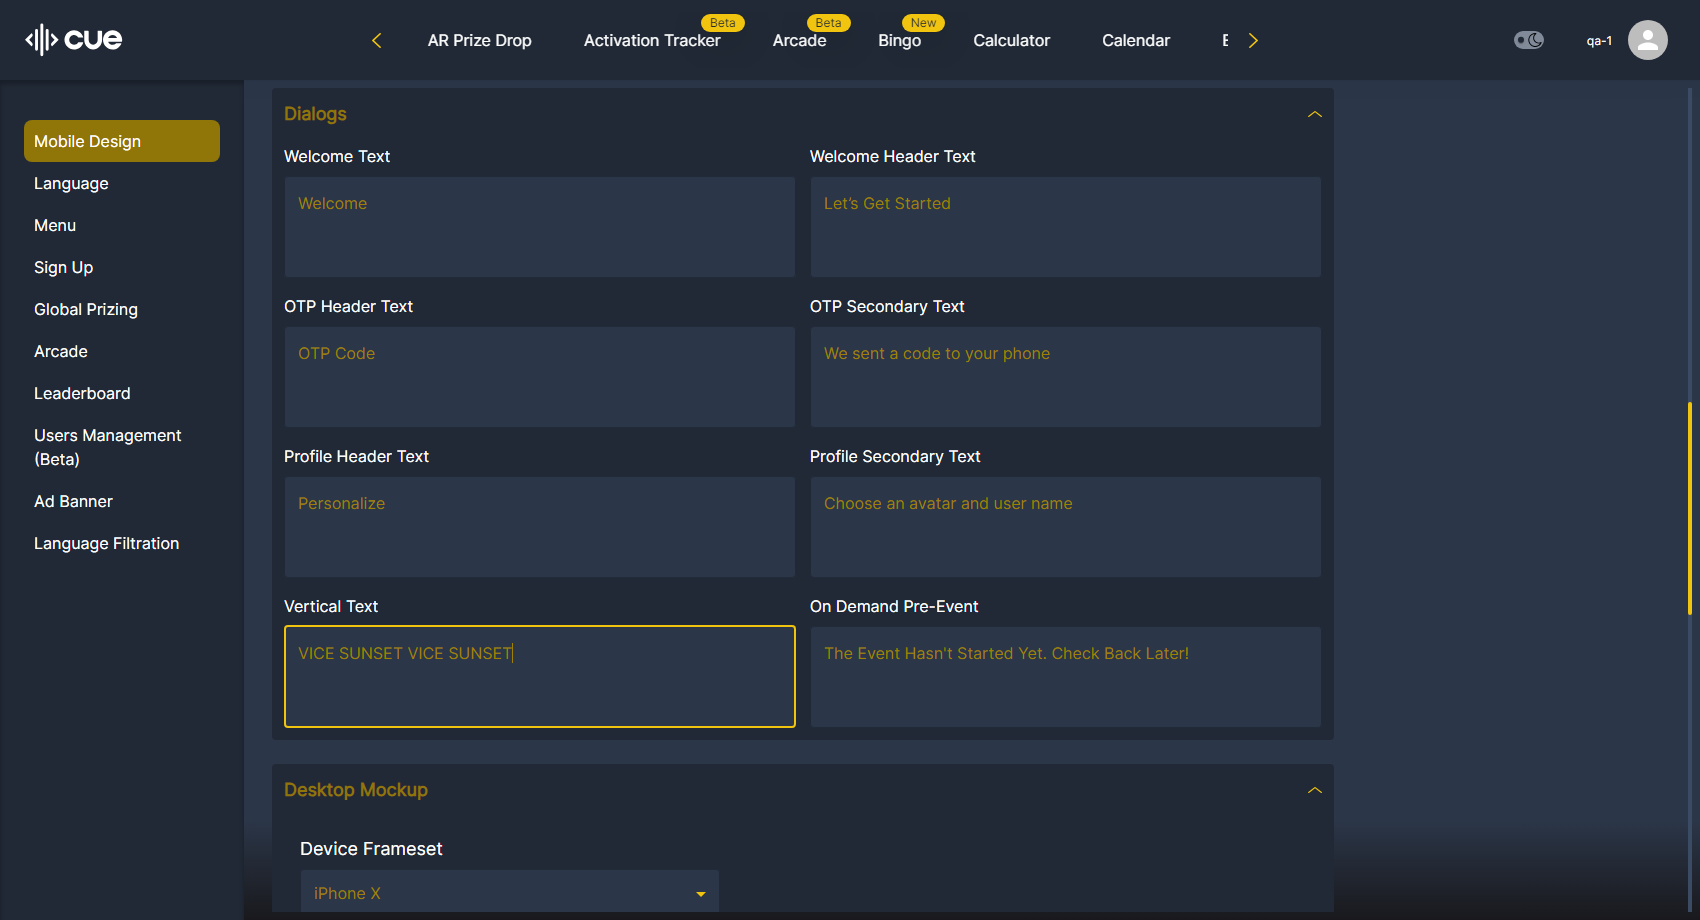 cue
AR Prize Drop
Activation Tracker
Beta
Arcade
Beta
Bingo
New
Calculator
Calendar
qa-1
Mobile Design
Language
Menu
Sign Up
Global Prizing
Arcade
Leaderboard
Users Management
(Beta)
Ad Banner
Language Filtration
Dialogs
Welcome Text
Welcome
Welcome Header Text
Let’s Get Started
OTP Header Text
OTP Code
OTP Secondary Text
We sent a code to your phone
Profile Header Text
Personalize
Profile Secondary Text
Choose an avatar and user name
Vertical Text
VICE SUNSET VICE SUNSET
On Demand Pre-Event
The Event Hasn't Started Yet. Check Back Later!
Desktop Mockup
Device Frameset
iPhone X